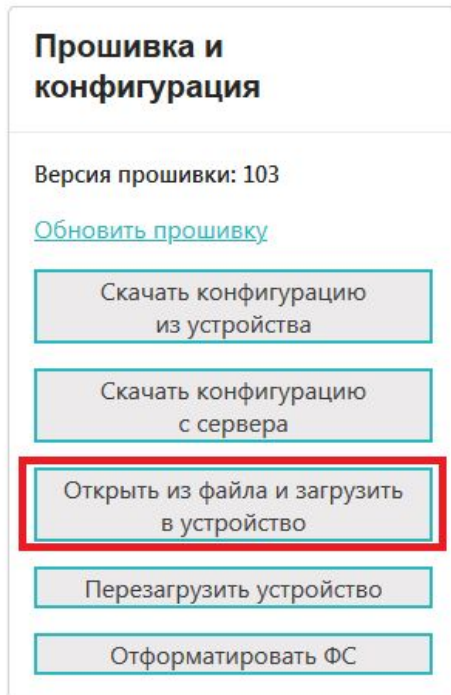 Прошивка и
конфигурация
Версия прошивки: 103
Обновить прошивку
Скачать конфигурацию
из устройства
Скачать конфигурацию
с сервера
Открыть из файла и загрузить
в устройство
Перезагрузить устройство
Отформатировать ФС